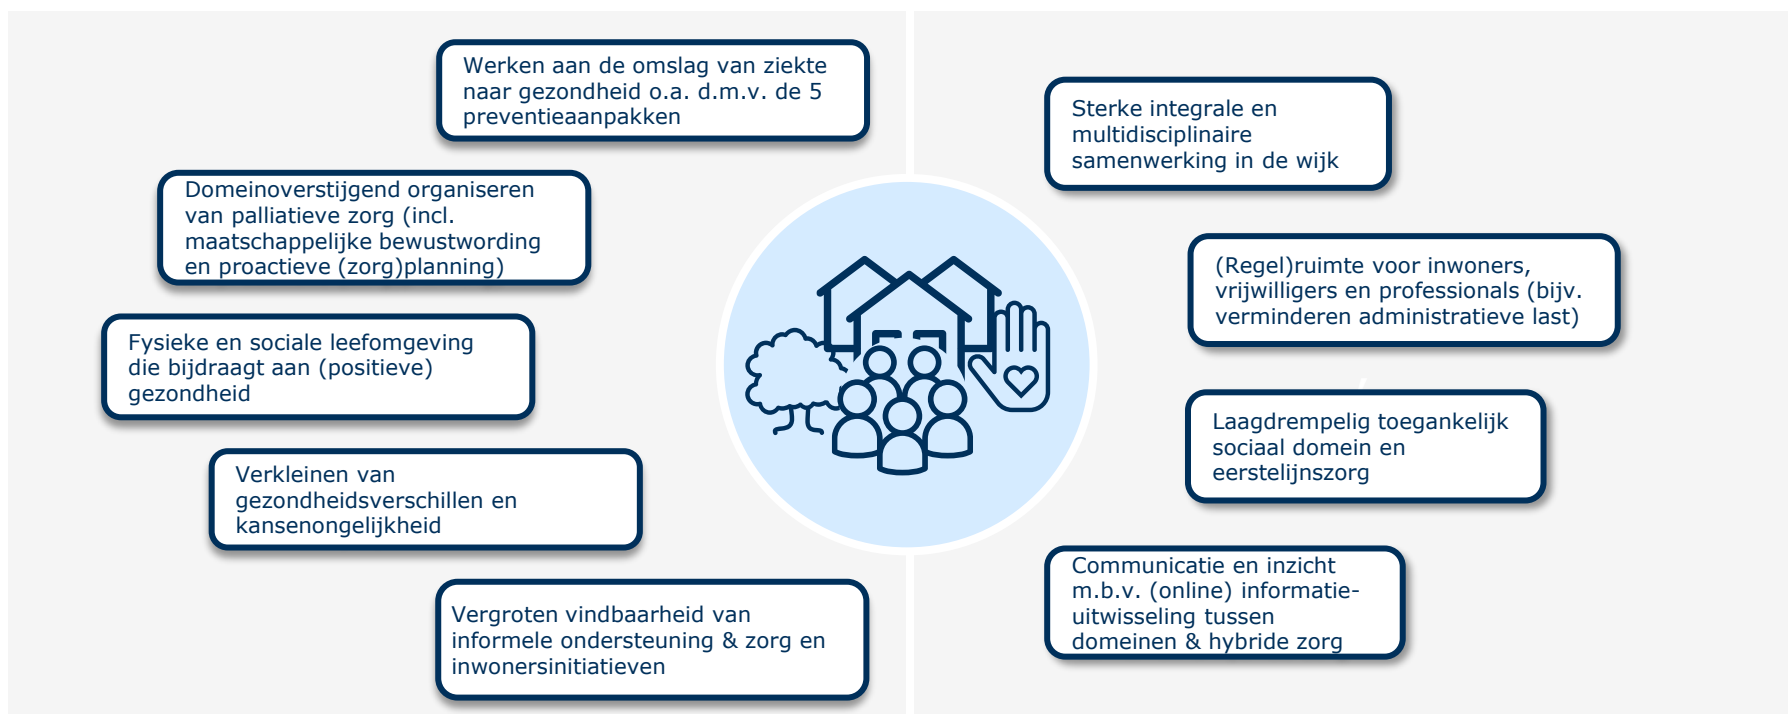 Werken aan de omslag van ziekte
naar gezondheid o.a. d.m.v. de 5
preventieaanpakken
Domeinoverstijgend organiseren
van palliatieve zorg (incl.
maatschappelijke bewustwording
en proactieve (zorg)planning)
Fysieke en sociale leefomgeving
die bijdraagt aan (positieve)
gezondheid
Verkleinen van
gezondheidsverschillen en
kansenongelijkheid
Vergroten vindbaarheid van
informele ondersteuning & zorg en
inwonersinitiatieven
Sterke integrale en
multidisciplinaire
samenwerking in de wijk
(Regel)ruimte voor inwoners,
vrijwilligers en professionals (bijv.
verminderen administratieve last)
Laagdrempelig toegankelijk
sociaal domein en
eerstelijnszorg
Communicatie en inzicht
m.b.v. (online) informatie-
uitwisseling tussen
domeinen & hybride zorg